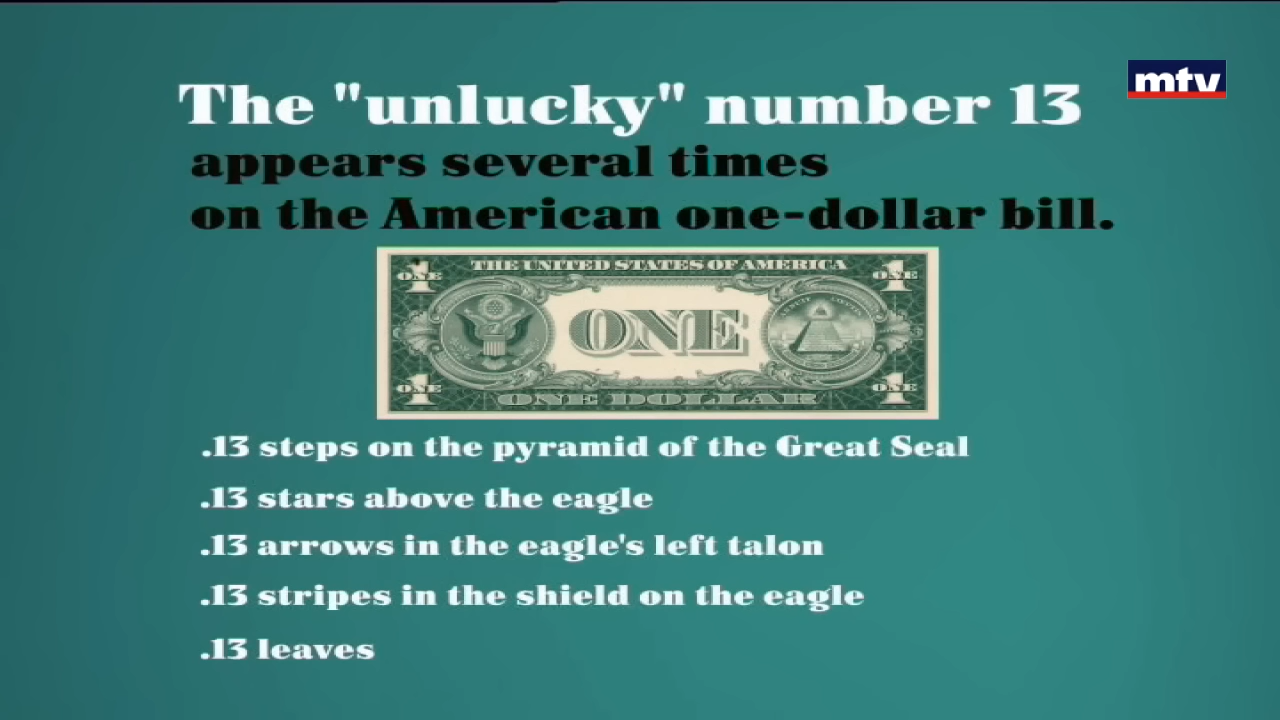 mtv
The "unlucky" number 13
appears several times
on the American one-dollar bill.
THE UNITED STATES OF AMERICA
ONE
ONE
ONE
ONE
ONE
ONE DOLLAR
.13 steps on the pyramid of the Great Seal
.13 stars above the eagle
.13 arrows in the eagle's left talon
.13 stripes in the shield on the eagle
.13 leaves